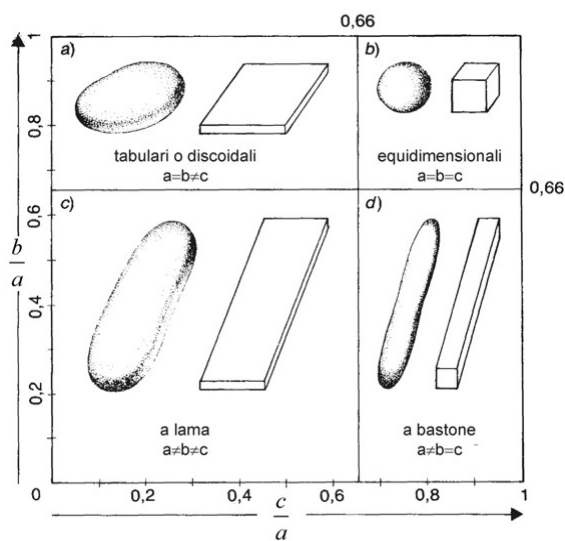 0,66
1
a)
b)
0,8
tabulari o discoidali
a=b≠c
equidimensionali
a=b=c
0,66
c)
d)
0,6
b
a
0,4
0,2
a lama
a≠b≠c
a bastone
a≠b=c
0
0,2
0,4
0,6
0,8
1
c
a